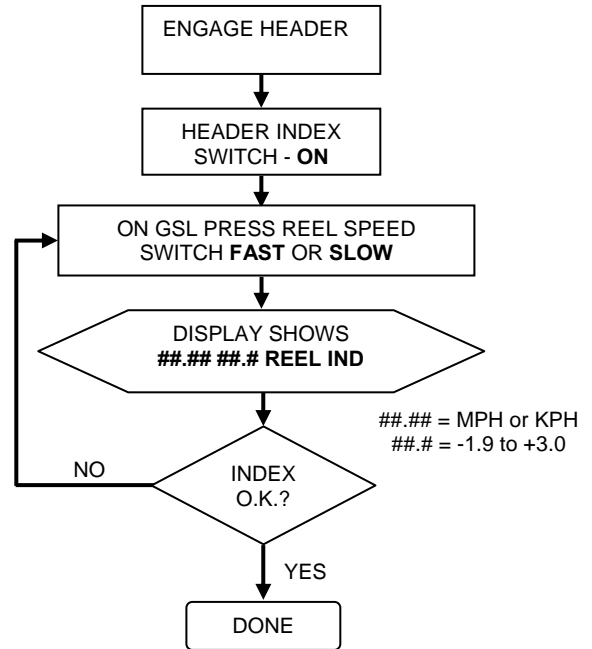 ENGAGE HEADER
HEADER INDEX
SWITCH - ON
ON GSL PRESS REEL SPEED
SWITCH FAST OR SLOW
DISPLAY SHOWS
##.## ##.# REEL IND
##.## = MPH or KPH
##.# = -1.9 to +3.0
NO
INDEX
O.K.?
YES
DONE